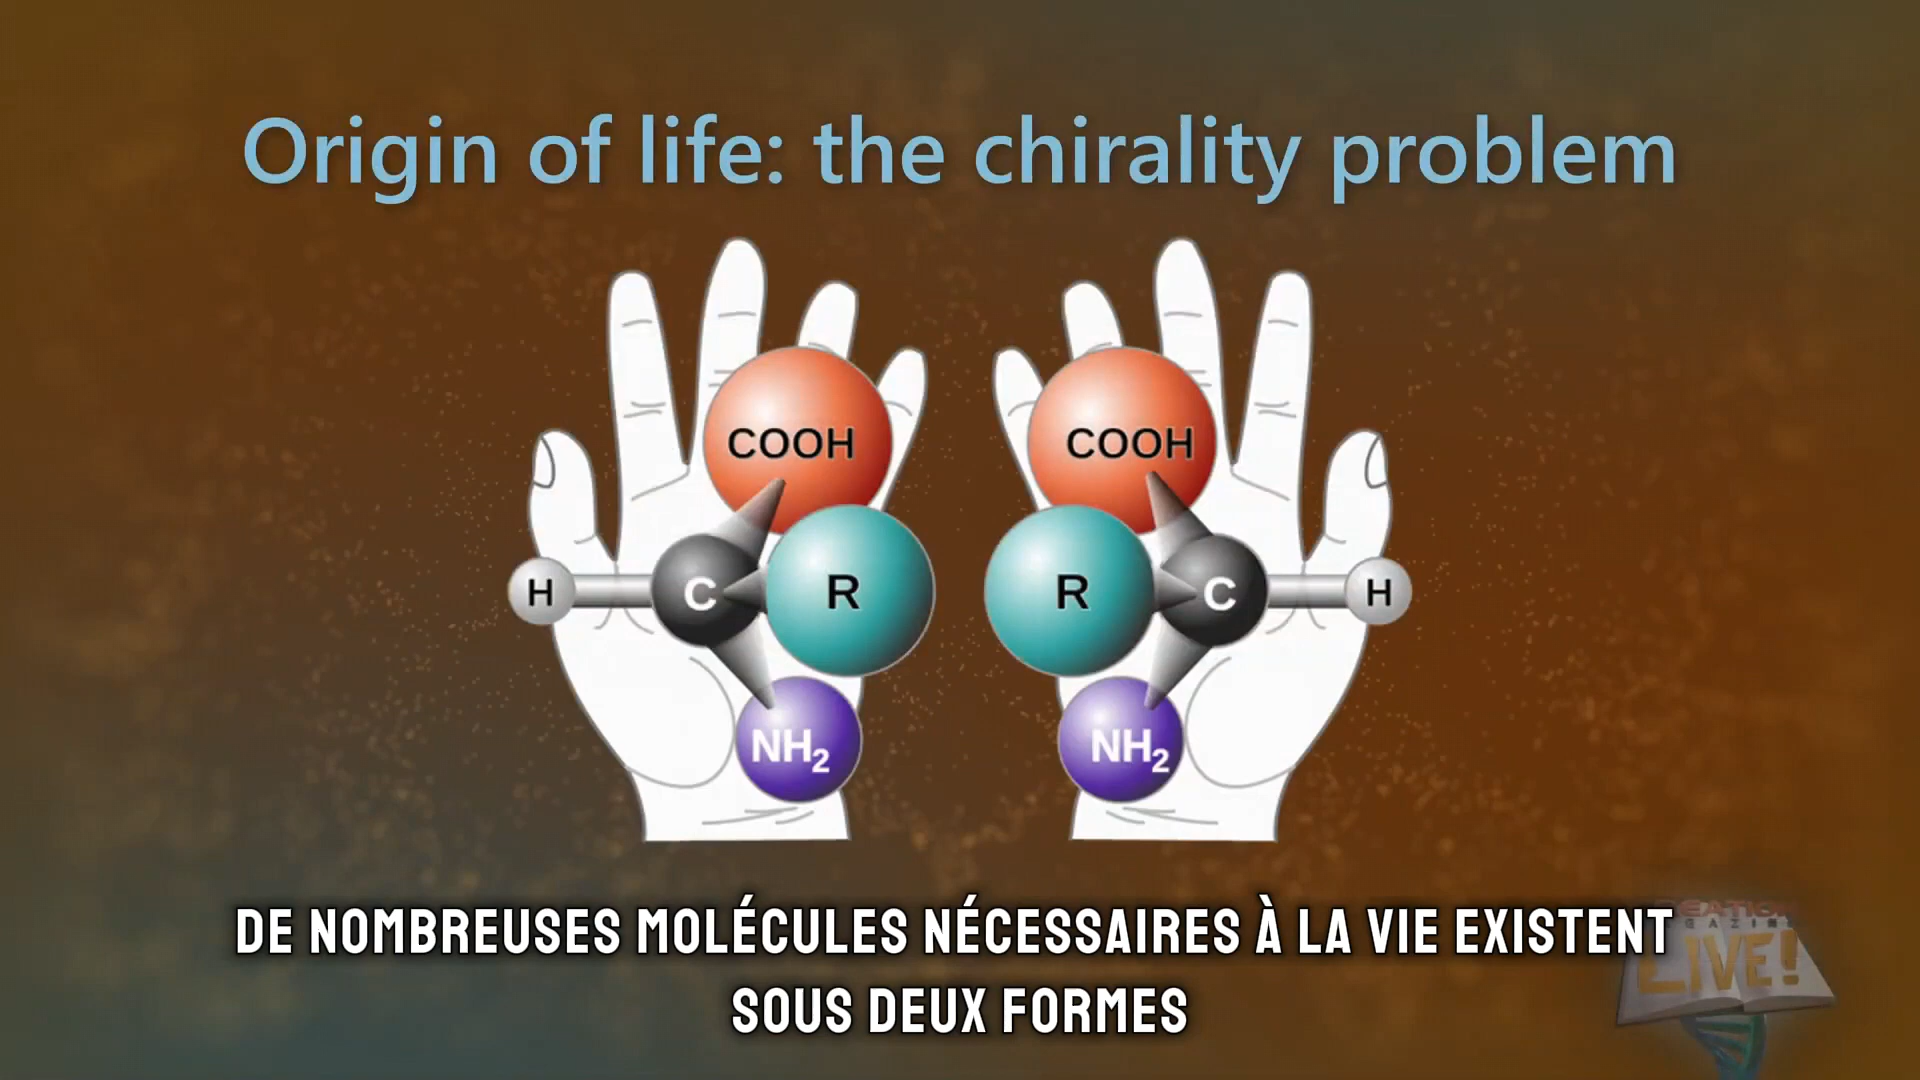 Origin of life: the chirality problem
COOH
COOH
H
C
R
R
C
H
NH₂
NH₂
DE NOMBREUSES MOLÉCULES NÉCESSAIRES À LA VIE EXISTENT
SOUS DEUX FORMES
LIVE!